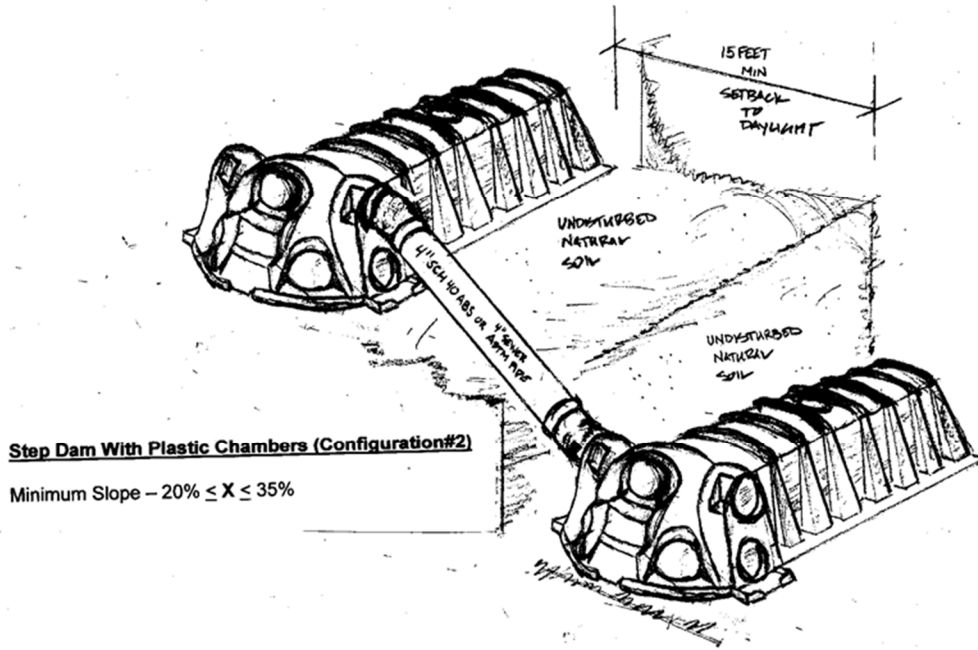 15 FEET
MIN
SETBACK
TO
DAYLIGHT
UNDISTURBED
NATURAL
SOIL
4" SCH 40 ABS OR
4" SEWER
ASTM PIPE
UNDISTURBED
NATURAL
SOIL
Step Dam With Plastic Chambers (Configuration#2)
Minimum Slope – 20% ≤ X ≤ 35%